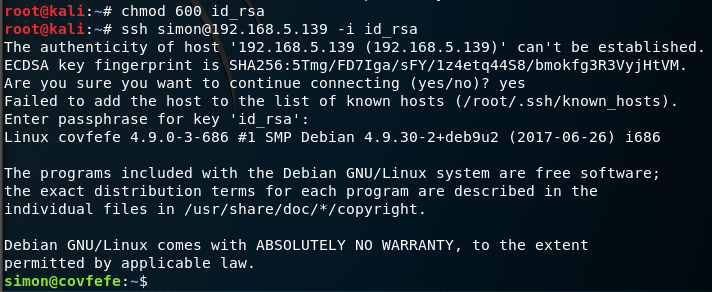 root@kali:~# chmod 600 id_rsa
root@kali:~# ssh simon@192.168.5.139 -i id_rsa
The authenticity of host '192.168.5.139 (192.168.5.139)' can't be established.
ECDSA key fingerprint is SHA256:5Tmg/FD7Iga/sFY/1z4etq44S8/bmokfg3R3VyjHtVM.
Are you sure you want to continue connecting (yes/no)? yes
Failed to add the host to the list of known hosts (/root/.ssh/known_hosts).
Enter passphrase for key 'id_rsa':
Linux covfefe 4.9.0-3-686 #1 SMP Debian 4.9.30-2+deb9u2 (2017-06-26) i686
The programs included with the Debian GNU/Linux system are free software;
the exact distribution terms for each program are described in the
individual files in /usr/share/doc/*/copyright.
Debian GNU/Linux comes with ABSOLUTELY NO WARRANTY, to the extent
permitted by applicable law.
simon@covfefe:~$